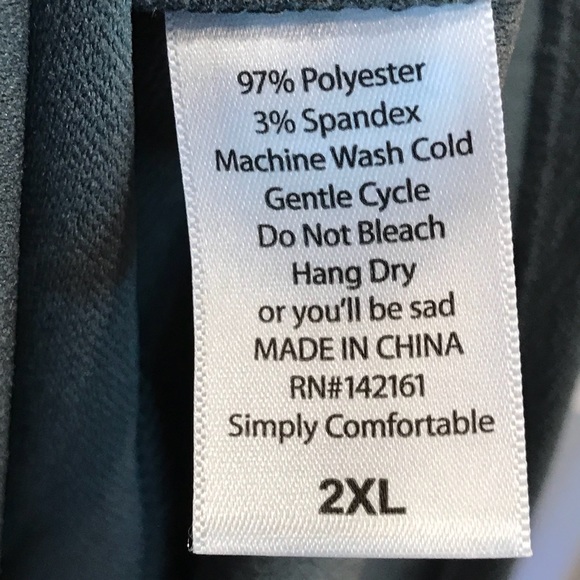 97% Polyester
3% Spandex
Machine Wash Cold
Gentle Cycle
Do Not Bleach
Hang Dry
or you'll be sad
MADE IN CHINA
RN#142161
Simply Comfortable
2XL